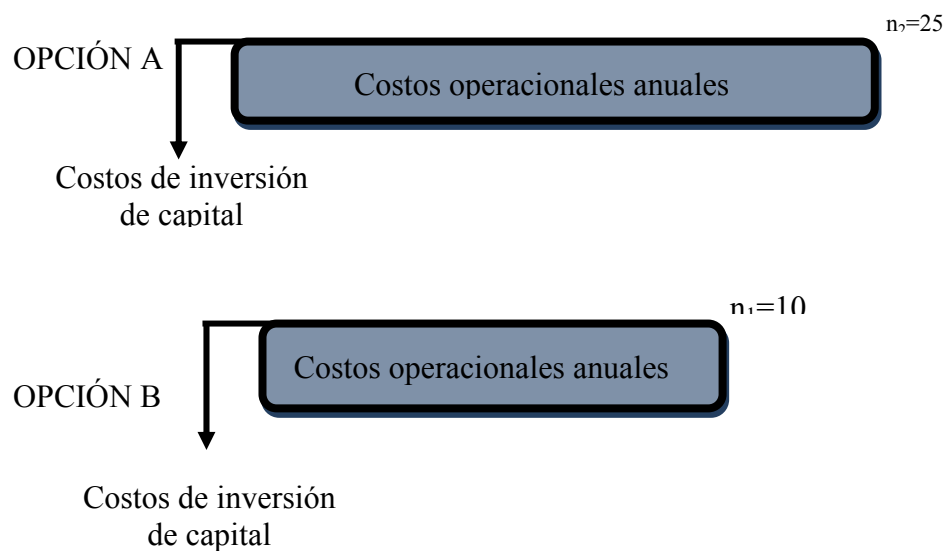 n₂=25
OPCIÓN A
Costos operacionales anuales
Costos de inversión
de capital
n₁=10
Costos operacionales anuales
OPCIÓN B
Costos de inversión
de capital